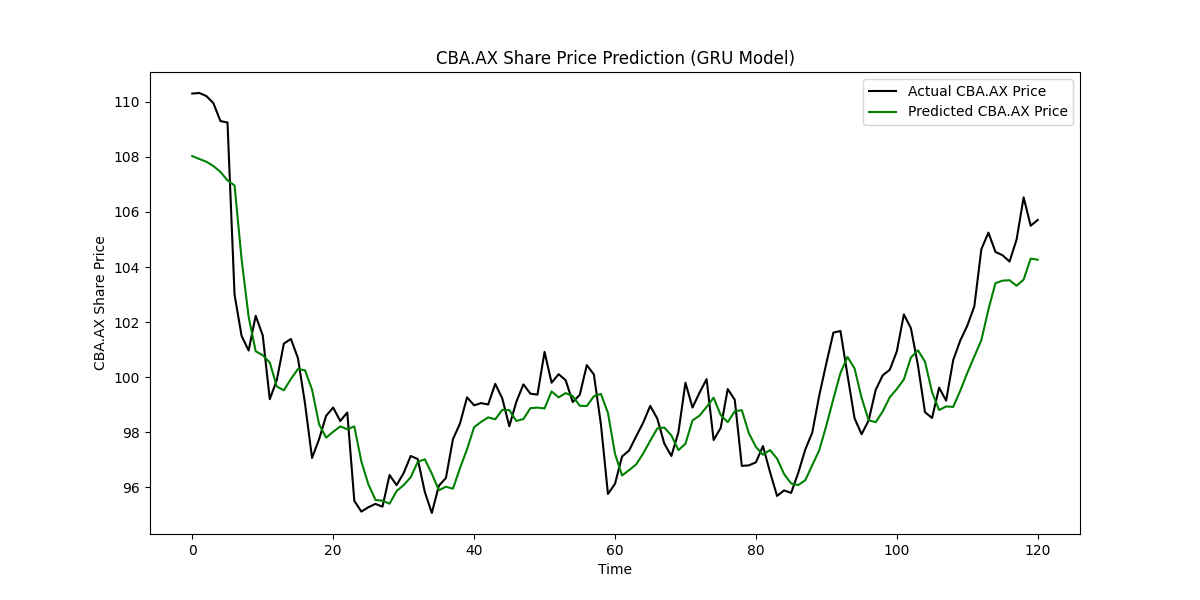 CBA.AX Share Price Prediction (GRU Model)
Actual CBA.AX Price
Predicted CBA.AX Price
CBA.AX Share Price
110
108
106
104
102
100
98
96
0 20 40 60 80 100 120
Time